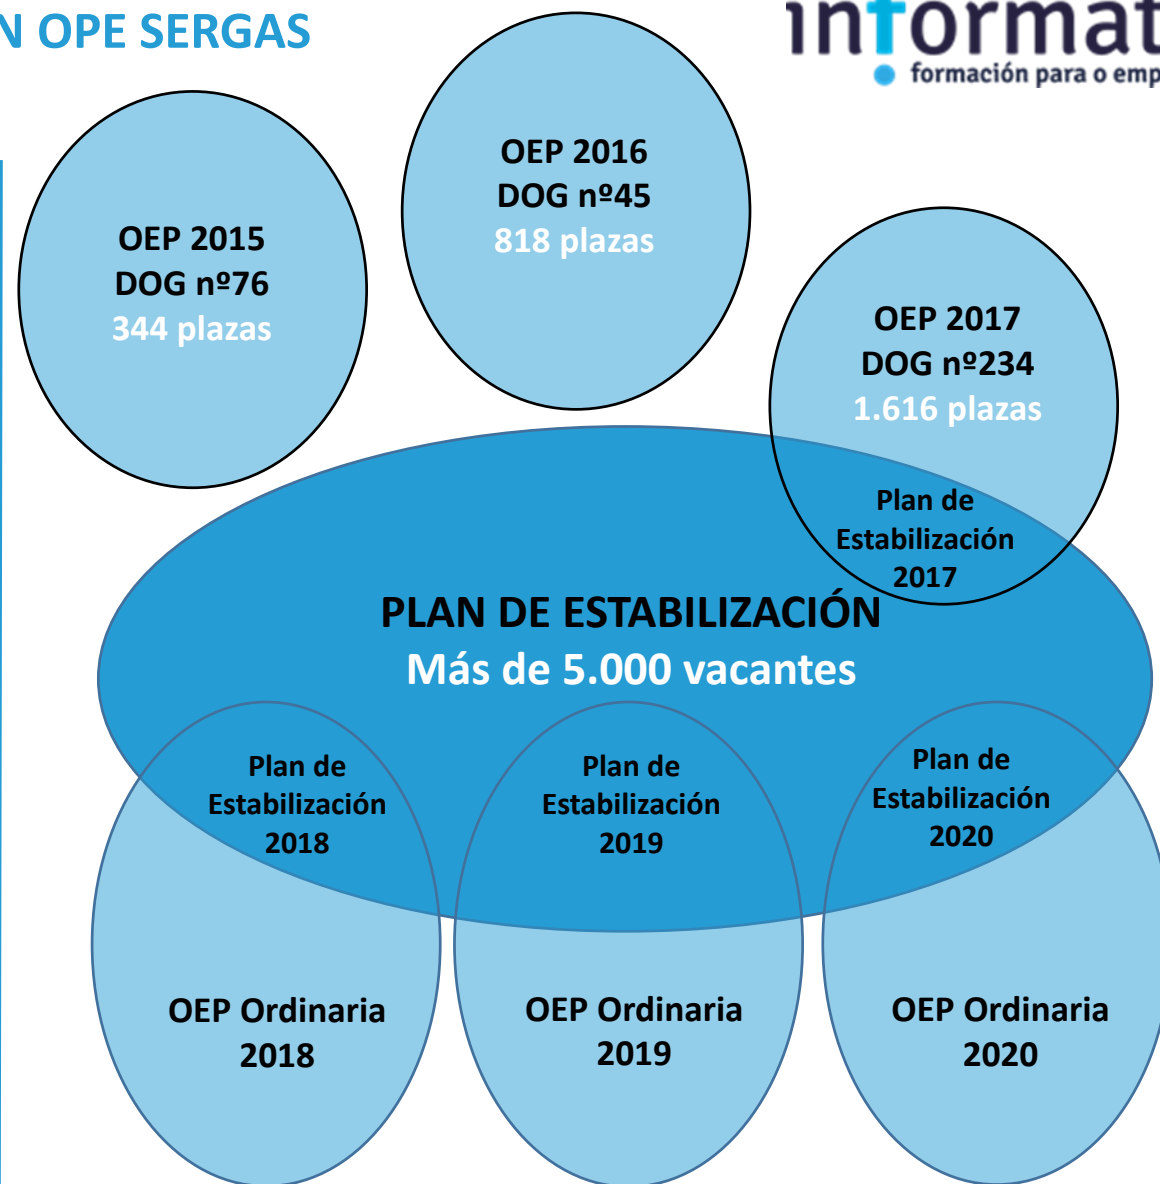 N OPE SERGAS
informat
formación para o emp
OEP 2015
DOG nº76
344 plazas
OEP 2016
DOG nº45
818 plazas
OEP 2017
DOG nº234
1.616 plazas
Plan de
Estabilización
2017
PLAN DE ESTABILIZACIÓN
Más de 5.000 vacantes
Plan de
Estabilización
2018
Plan de
Estabilización
2019
Plan de
Estabilización
2020
OEP Ordinaria
2018
OEP Ordinaria
2019
OEP Ordinaria
2020